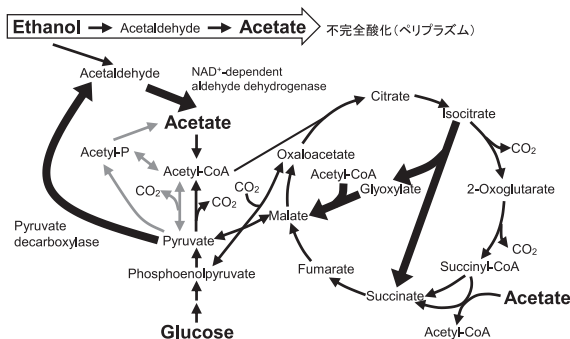 Ethanol → Acetaldehyde → Acetate 不完全酸化(ペリプラズム)
Acetaldehyde
NAD⁺-dependent
aldehyde dehydrogenase
Acetate
Citrate
Isocitrate
Acetyl-P
Acetyl-CoA
Oxaloacetate
CO₂
Acetyl-CoA
Glyoxylate
2-Oxoglutarate
CO₂
CO₂
CO₂
Malate
Pyruvate
decarboxylase
Pyruvate
CO₂
Phosphoenolpyruvate
Fumarate
Succinyl-CoA
Succinate
Acetate
Glucose
Acetyl-CoA